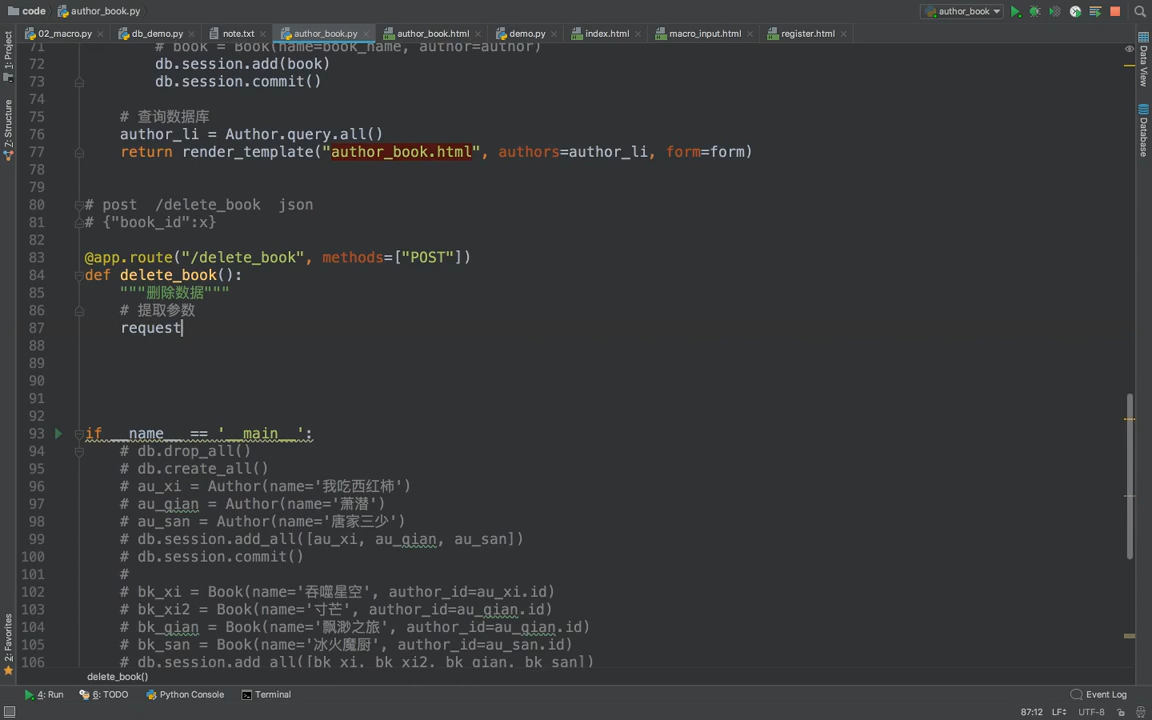 code author_book.py author_book
02_macro.py db_demo.py note.txt author_book.py author_book.html demo.py index.html macro_input.html register.html
1: Project
Z: Structure
2: Favorites
Data View
Database
71 # book = Book(name=book_name, author=author)
72 db.session.add(book)
73 db.session.commit()
74
75 # 查询数据库
76 author_li = Author.query.all()
77 return render_template("author_book.html", authors=author_li, form=form)
78
79
80 # post /delete_book json
81 # {"book_id":x}
82
83 @app.route("/delete_book", methods=["POST"])
84 def delete_book():
85 """删除数据"""
86 # 提取参数
87 request
88
89
90
91
92
93 if __name__ == '__main__':
94 # db.drop_all()
95 # db.create_all()
96 # au_xi = Author(name='我吃西红柿')
97 # au_qian = Author(name='萧潜')
98 # au_san = Author(name='唐家三少')
99 # db.session.add_all([au_xi, au_qian, au_san])
100 # db.session.commit()
101 #
102 # bk_xi = Book(name='吞噬星空', author_id=au_xi.id)
103 # bk_xi2 = Book(name='寸芒', author_id=au_qian.id)
104 # bk_qian = Book(name='飘渺之旅', author_id=au_qian.id)
105 # bk_san = Book(name='冰火魔厨', author_id=au_san.id)
106 # db.session.add_all([bk_xi, bk_xi2, bk_qian, bk_san])
delete_book()
4: Run 6: TODO Python Console Terminal Event Log
87:12 LF UTF-8